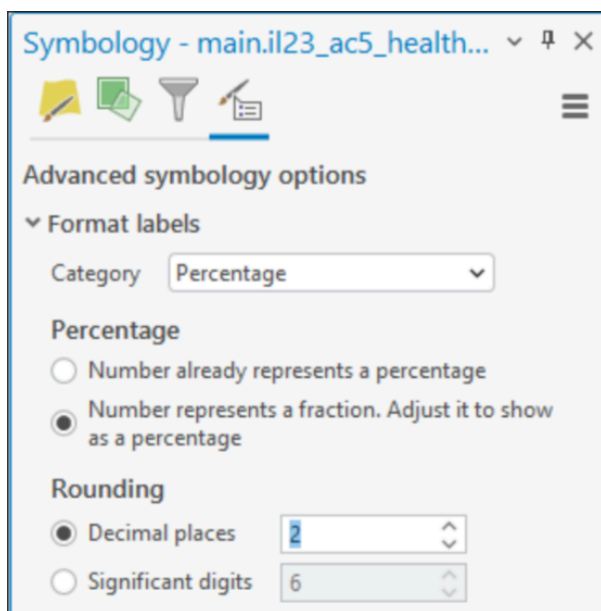 Symbology - main.il23_ac5_health...
Advanced symbology options
Format labels
Category Percentage
Percentage
Number already represents a percentage
Number represents a fraction. Adjust it to show
as a percentage
Rounding
Decimal places 2
Significant digits 6